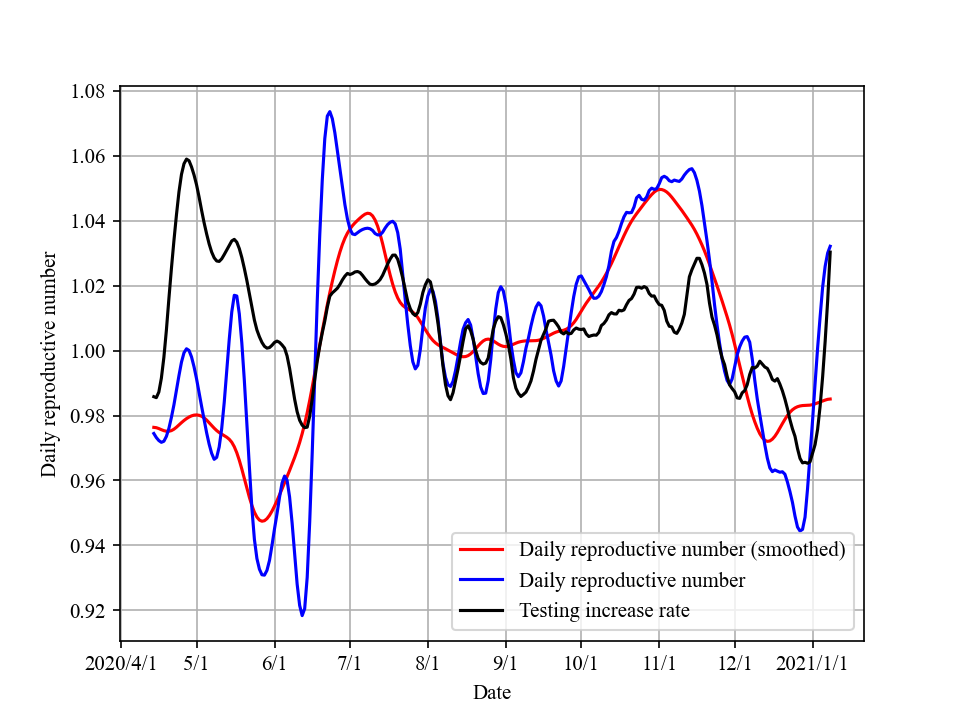 1.08
1.06
1.04
1.02
1.00
0.98
0.96
0.94
0.92
Daily reproductive number
Daily reproductive number (smoothed)
Daily reproductive number
Testing increase rate
2020/4/1 5/1 6/1 7/1 8/1 9/1 10/1 11/1 12/1 2021/1/1
Date